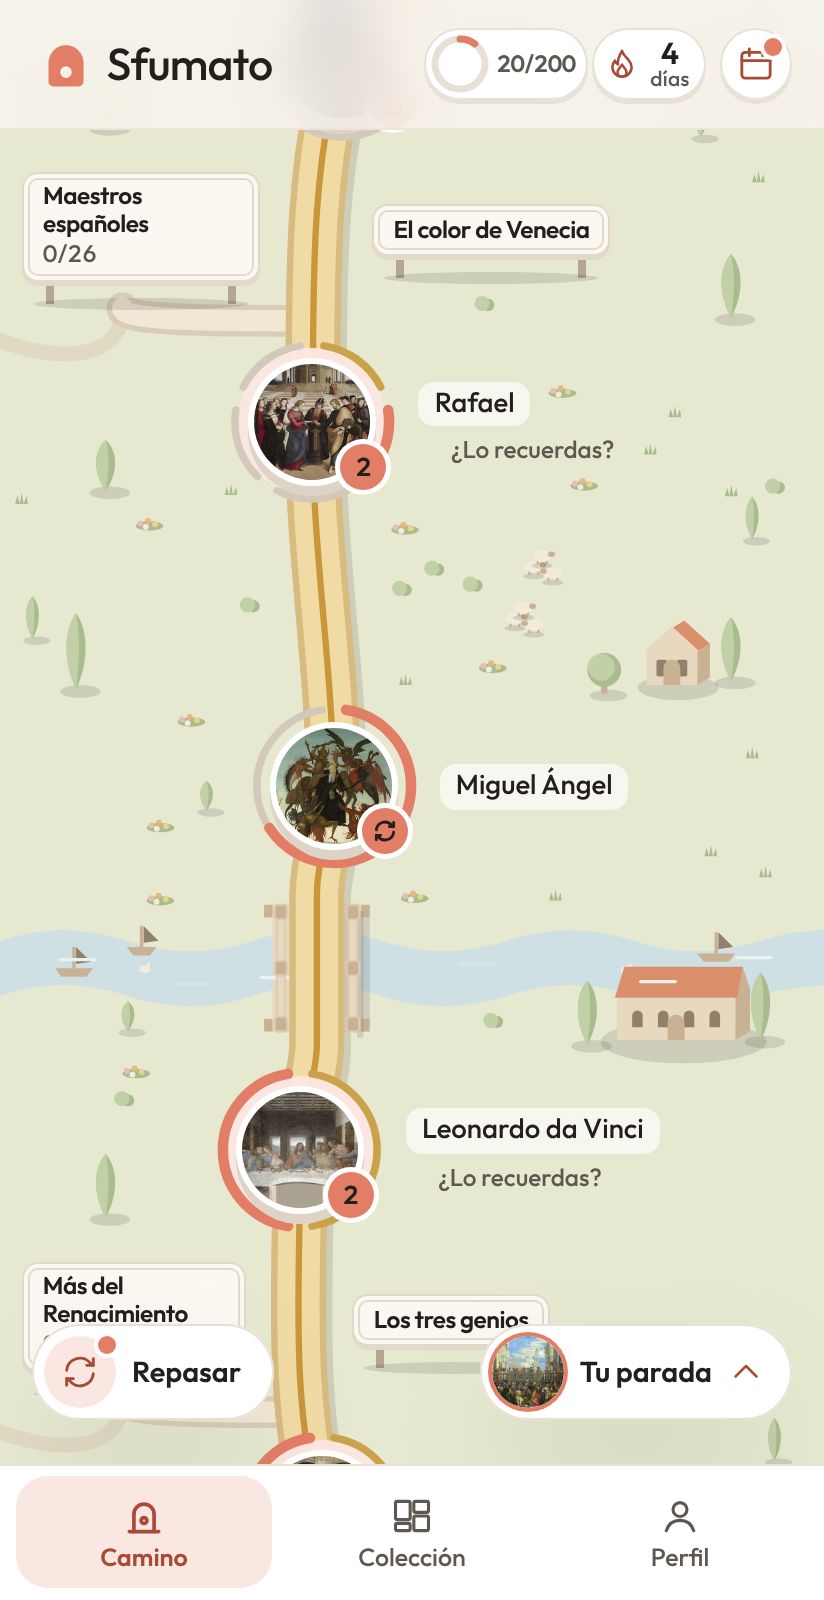 Sfumato
20/200
4
días
Maestros
españoles
0/26
El color de Venecia
Rafael
¿Lo recuerdas?
2
Miguel Ángel
Leonardo da Vinci
¿Lo recuerdas?
2
Más del
Renacimiento
Los tres genios
Repasar
Tu parada
Camino
Colección
Perfil